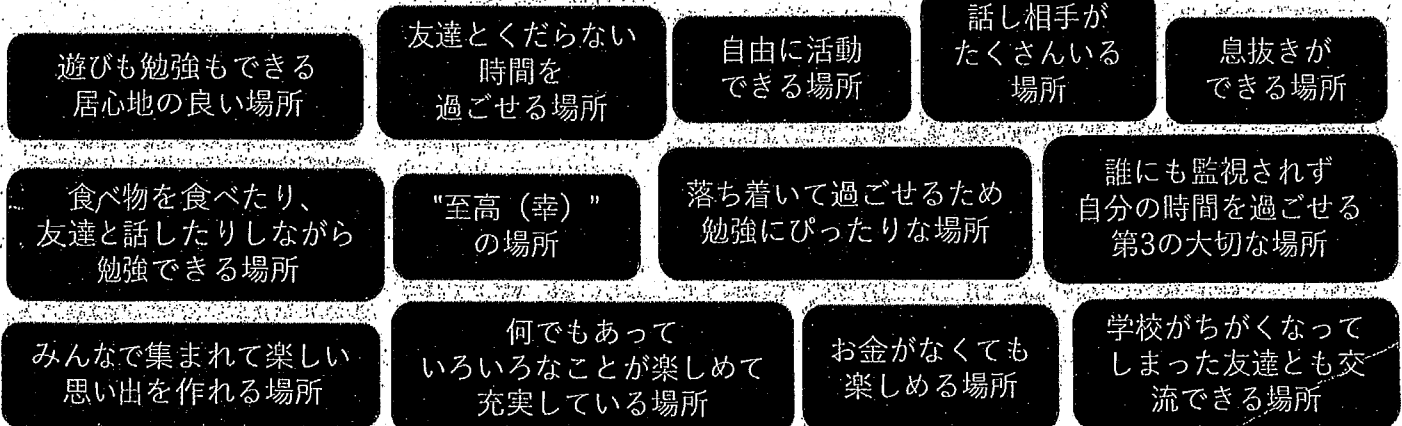 遊びも勉強もできる
居心地の良い場所
友達とくだらない
時間を
過ごせる場所
自由に活動
できる場所
話し相手が
たくさんいる
場所
息抜きが
できる場所
食べ物を食べたり、
友達と話したりしながら
勉強できる場所
"至高（幸）"
の場所
落ち着いて過ごせるため
勉強にぴったりな場所
誰にも監視されず
自分の時間を過ごせる
第3の大切な場所
みんなで集まれて楽しい
思い出を作れる場所
何でもあって
いろいろなことが楽しめて
充実している場所
お金がなくても
楽しめる場所
学校がちがくなって
しまった友達とも交
流できる場所